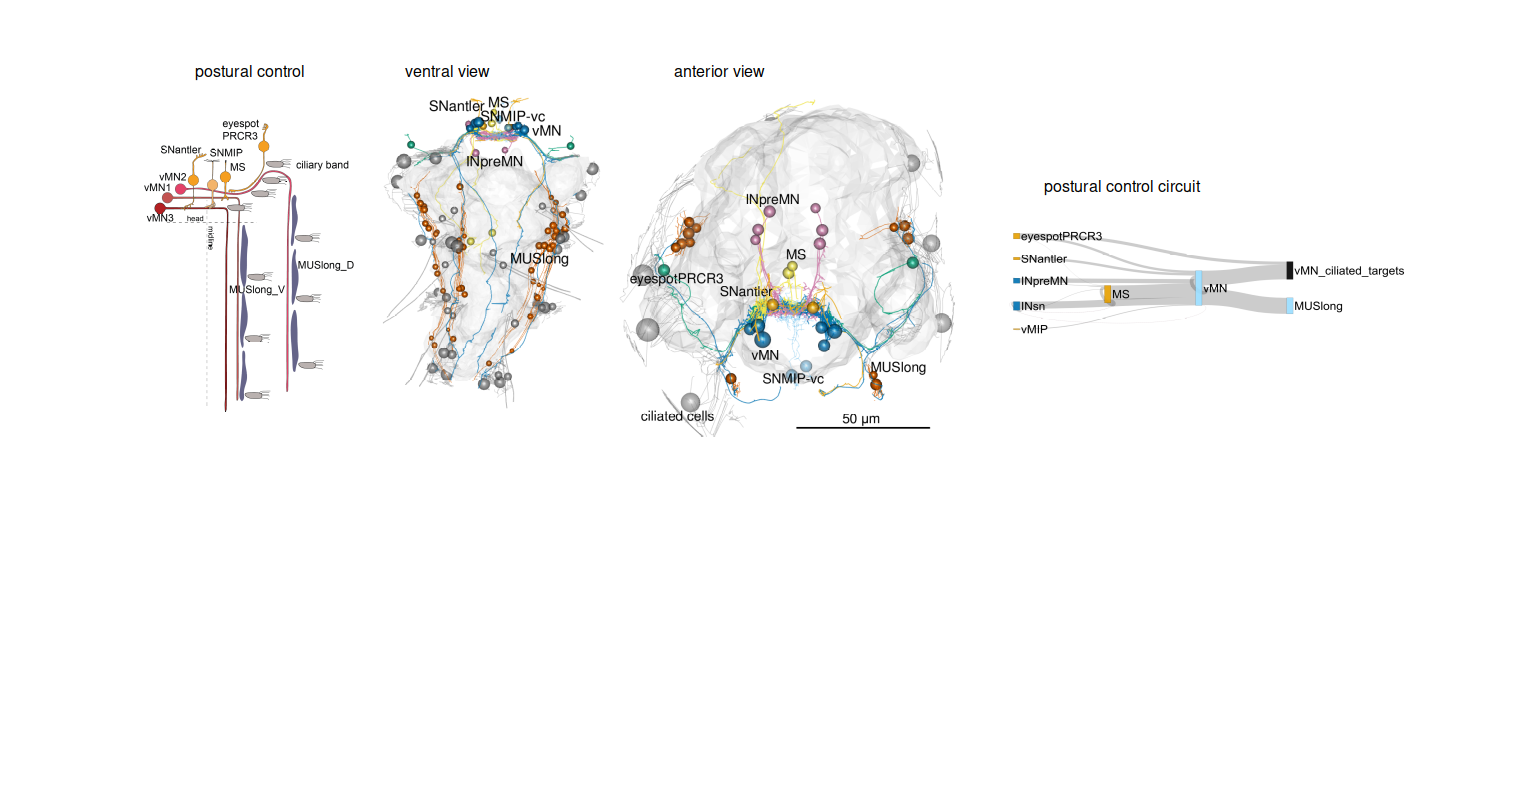 postural control
ventral view
anterior view
eyespot
PRCR3
SNantler
SNMIP
MS
ciliary band
vMN2
vMN1
vMN3
head
midline
MUSlong_D
MUSlong_V
SNantler
MS
SNMIP-vc
vMN
INpreMN
MUSlong
INpreMN
MS
eyespotPRCR3
SNantler
vMN
SNMIP-vc
MUSlong
ciliated cells
50 µm
postural control circuit
eyespotPRCR3
SNantler
INpreMN
INsn
vMIP
MS
vMN
vMN_ciliated_targets
MUSlong